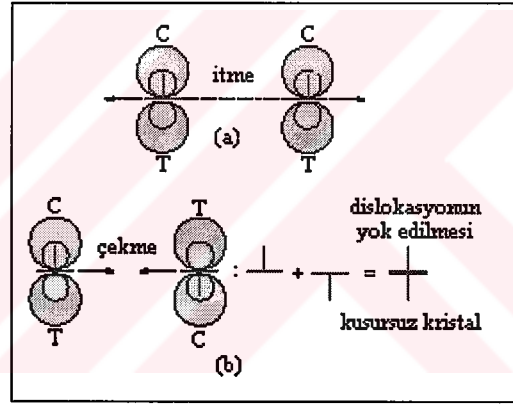 C C
itme
T T
(a)
C T
çekme
T C
: + =
dislokasyonun
yok edilmesi
kusursuz kristal
(b)